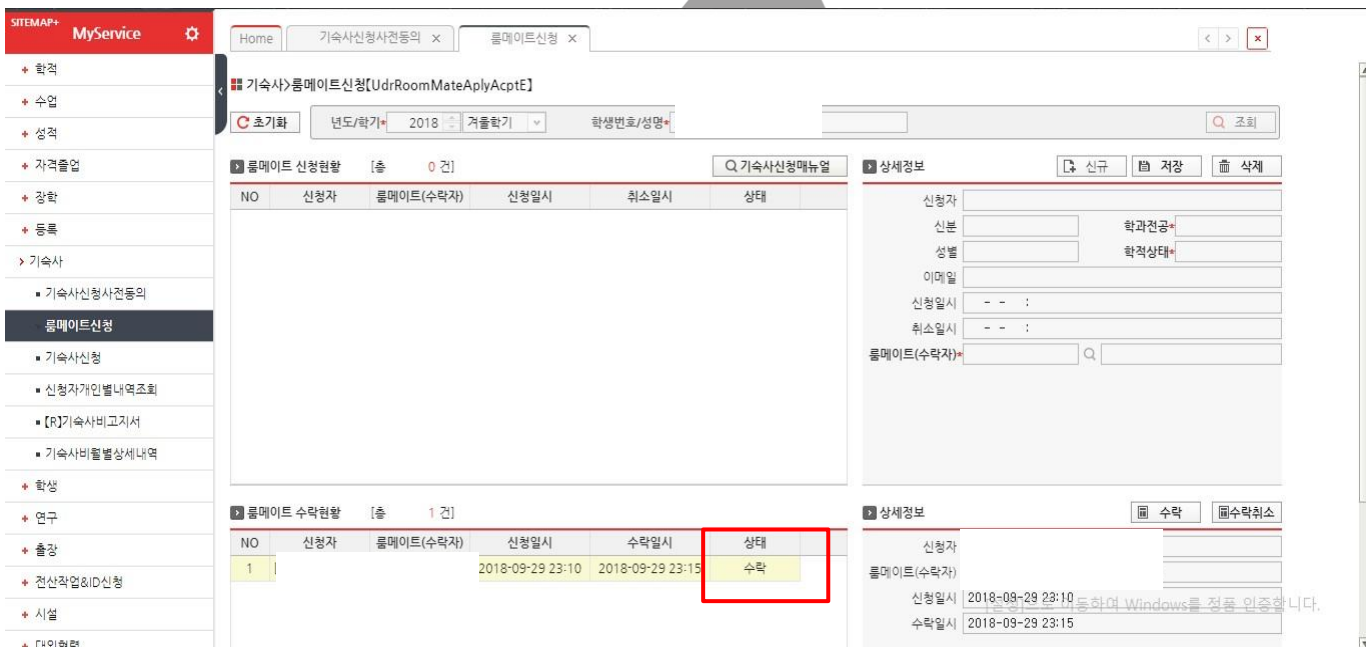 SITEMAP+
MyService
Home 기숙사신청사전동의 × 룸메이트신청 × < > ×
+ 학적
+ 수업
+ 성적
+ 자격졸업
+ 장학
+ 등록
> 기숙사
▪ 기숙사신청사전동의
룸메이트신청
▪ 기숙사신청
▪ 신청자개인별내역조회
▪ 【R】기숙사비고지서
▪ 기숙사비월별상세내역
+ 학생
+ 연구
+ 출장
+ 전산작업&ID신청
+ 시설
+ 대외협력
기숙사>룸메이트신청【UdrRoomMateAplyAcptE】
초기화 년도/학기* 2018 겨울학기 학생번호/성명* 조회
룸메이트 신청현황 [총 0 건] 기숙사신청매뉴얼
NO 신청자 룸메이트(수락자) 신청일시 취소일시 상태
상세정보 신규 저장 삭제
신청자
신분 학과전공*
성별 학적상태*
이메일
신청일시 - - :
취소일시 - - :
룸메이트(수락자)*
룸메이트 수락현황 [총 1 건]
NO 신청자 룸메이트(수락자) 신청일시 수락일시 상태
1 2018-09-29 23:10 2018-09-29 23:15 수락
상세정보 수락 수락취소
신청자
룸메이트(수락자)
신청일시 2018-09-29 23:10
수락일시 2018-09-29 23:15
[설정]으로 이동하여 Windows를 정품 인증합니다.